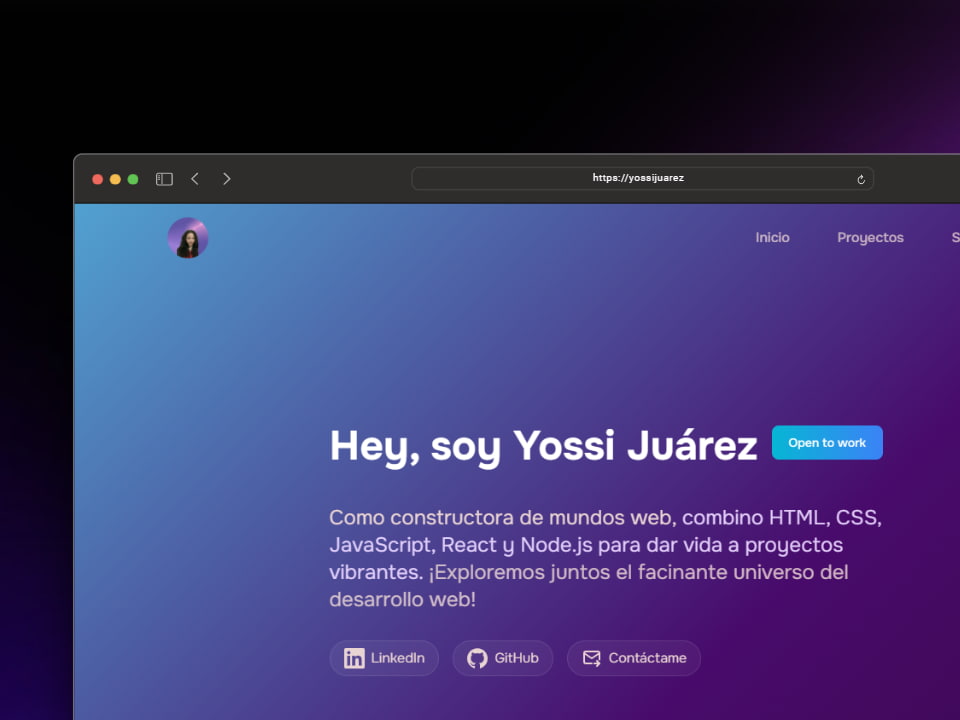 https://yossijuarez
Inicio Proyectos S
Hey, soy Yossi Juárez Open to work
Como constructora de mundos web, combino HTML, CSS,
JavaScript, React y Node.js para dar vida a proyectos
vibrantes. ¡Exploremos juntos el facinante universo del
desarrollo web!
LinkedIn GitHub Contáctame